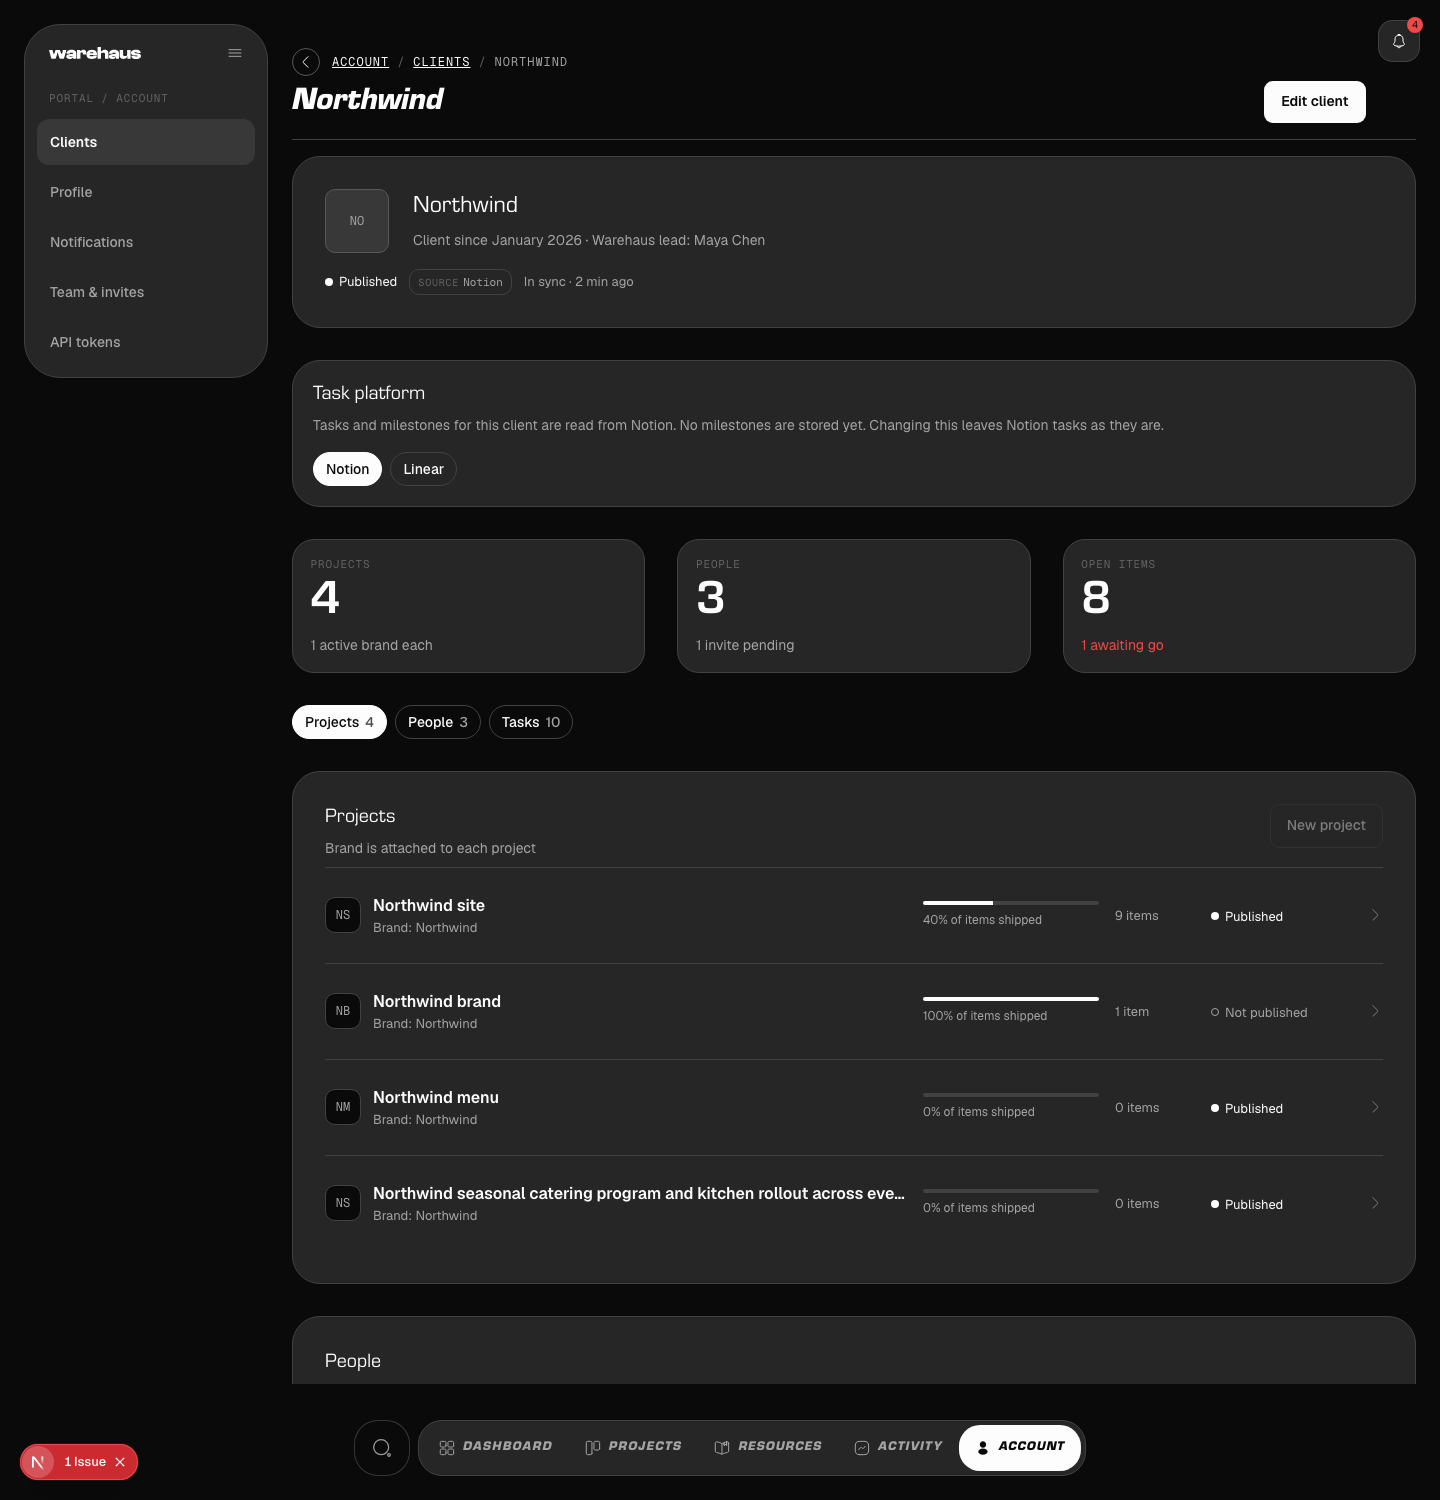 warehaus
PORTAL / ACCOUNT
Clients
Profile
Notifications
Team & invites
API tokens
ACCOUNT / CLIENTS / NORTHWIND
Northwind
4
Edit client
NO
Northwind
Client since January 2026 · Warehaus lead: Maya Chen
Published SOURCE Notion In sync · 2 min ago
Task platform
Tasks and milestones for this client are read from Notion. No milestones are stored yet. Changing this leaves Notion tasks as they are.
Notion Linear
PROJECTS
4
1 active brand each
PEOPLE
3
1 invite pending
OPEN ITEMS
8
1 awaiting go
Projects 4 People 3 Tasks 10
Projects
Brand is attached to each project
New project
NS Northwind site
Brand: Northwind
40% of items shipped
9 items
Published
NB Northwind brand
Brand: Northwind
100% of items shipped
1 item
Not published
NM Northwind menu
Brand: Northwind
0% of items shipped
0 items
Published
NS Northwind seasonal catering program and kitchen rollout across eve...
Brand: Northwind
0% of items shipped
0 items
Published
People
DASHBOARD PROJECTS RESOURCES ACTIVITY ACCOUNT
N 1 Issue